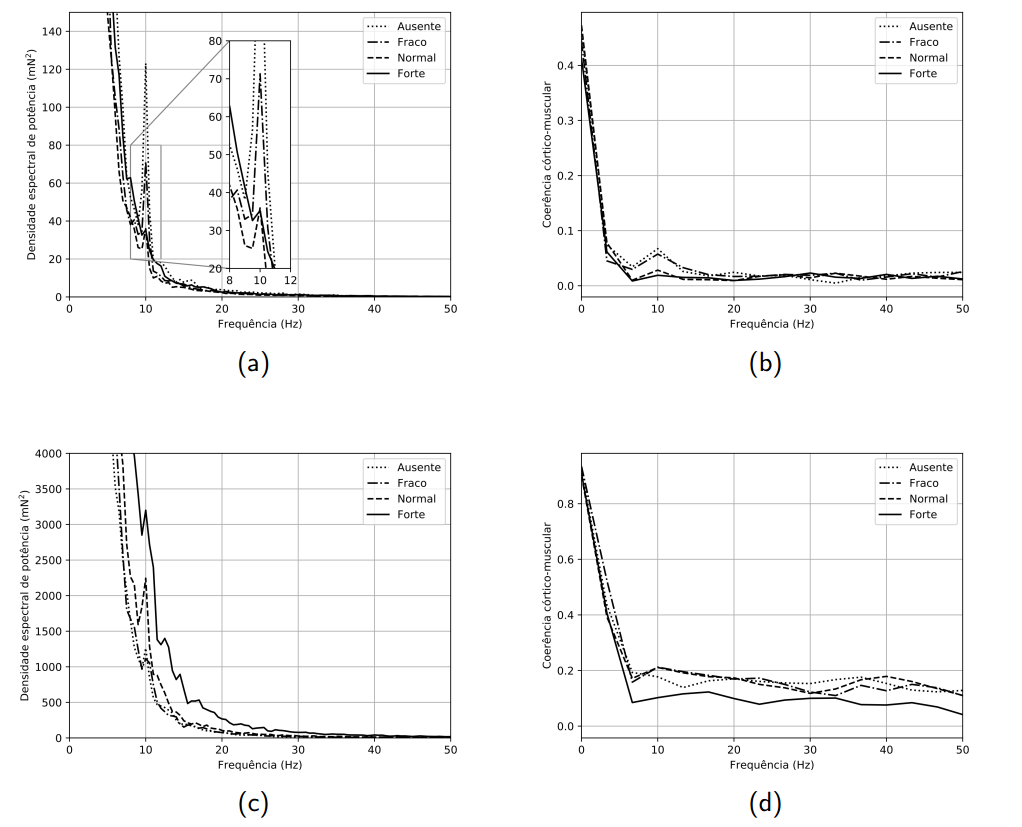 Densidade espectral de potência (mN²)
140
120
100
80
60
40
20
0
0 10 20 30 40 50
Frequência (Hz)
Ausente
Fraco
Normal
Forte
80
70
60
50
40
30
20
8 10 12
(a)
Coerência córtico-muscular
0.4
0.3
0.2
0.1
0.0
0 10 20 30 40 50
Frequência (Hz)
Ausente
Fraco
Normal
Forte
(b)
Densidade espectral de potência (mN²)
4000
3500
3000
2500
2000
1500
1000
500
0
0 10 20 30 40 50
Frequência (Hz)
Ausente
Fraco
Normal
Forte
(c)
Coerência córtico-muscular
0.8
0.6
0.4
0.2
0.0
0 10 20 30 40 50
Frequência (Hz)
Ausente
Fraco
Normal
Forte
(d)